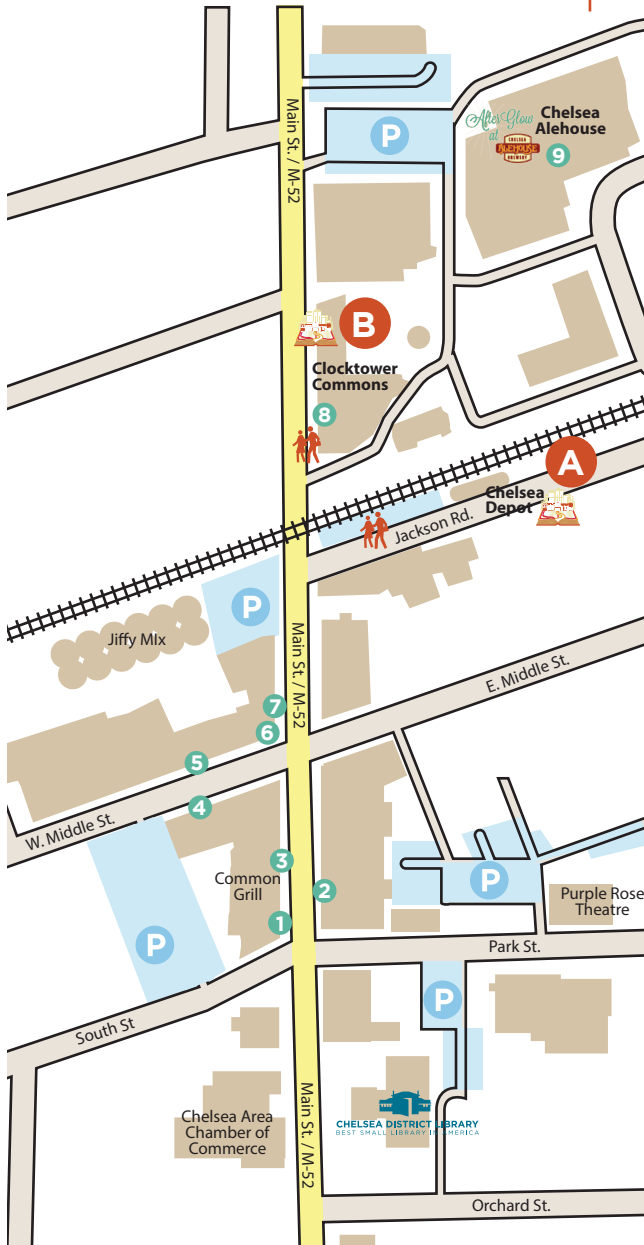 Main St. / M-52
P
After Glow
at
CHELSEA
ALEHOUSE
BREWERY
Chelsea
Alehouse
9
B
Clocktower
Commons
8
A
Chelsea
Depot
Jackson Rd.
P
Jiffy MIx
Main St. / M-52
E. Middle St.
7
6
5
4
W. Middle St.
3
Common
Grill
2
1
P
P
Purple Rose
Theatre
Park St.
P
South St
Main St. / M-52
Chelsea Area
Chamber of
Commerce
CHELSEA DISTRICT LIBRARY
BEST SMALL LIBRARY IN AMERICA
Orchard St.